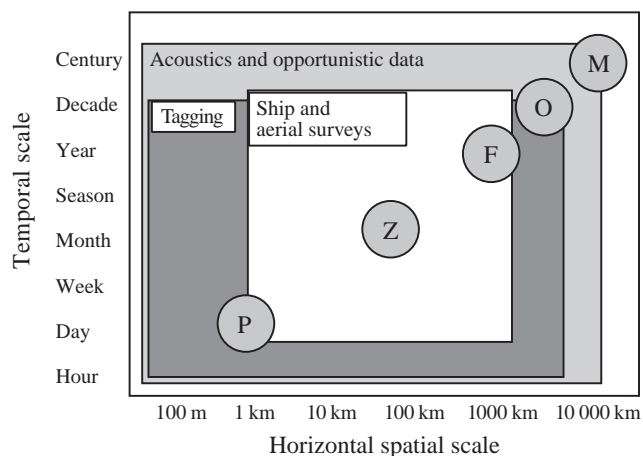 Temporal scale
Century
Decade
Year
Season
Month
Week
Day
Hour
Acoustics and opportunistic data
Tagging
Ship and
aerial surveys
M
O
F
Z
P
100 m 1 km 10 km 100 km 1000 km 10 000 km
Horizontal spatial scale